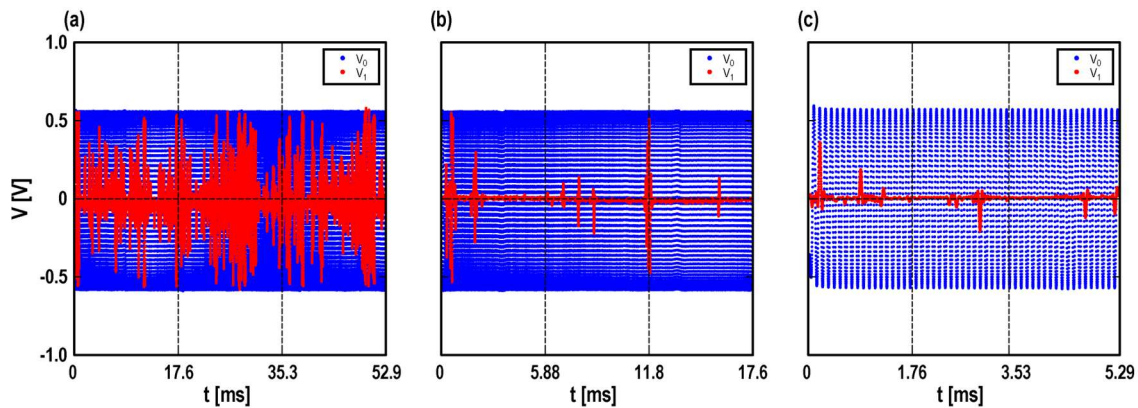 (a) (b) (c)
V [V]
1.0
0.5
0
-0.5
-1.0
V0
V1
V0
V1
V0
V1
0 17.6 35.3 52.9 0 5.88 11.8 17.6 0 1.76 3.53 5.29
t [ms] t [ms] t [ms]